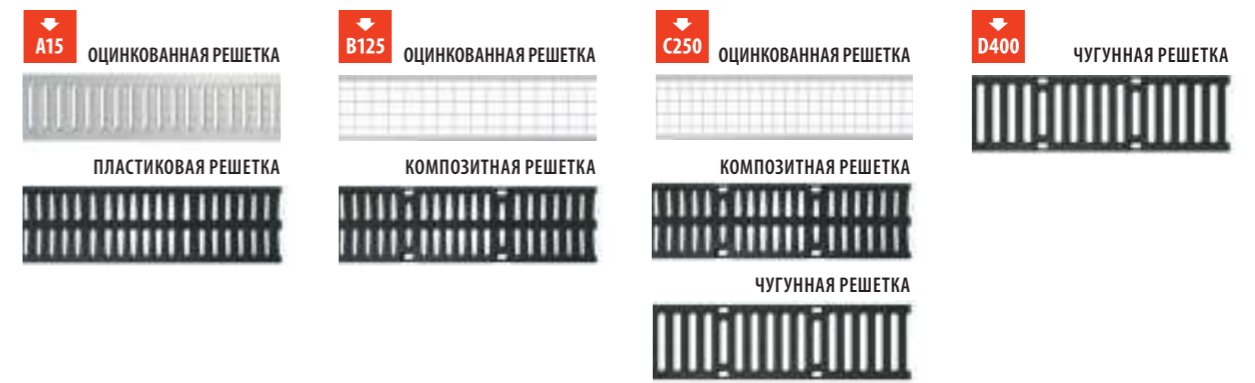 A15
ОЦИНКОВАННАЯ РЕШЕТКА
ПЛАСТИКОВАЯ РЕШЕТКА
B125
ОЦИНКОВАННАЯ РЕШЕТКА
КОМПОЗИТНАЯ РЕШЕТКА
C250
ОЦИНКОВАННАЯ РЕШЕТКА
КОМПОЗИТНАЯ РЕШЕТКА
ЧУГУННАЯ РЕШЕТКА
D400
ЧУГУННАЯ РЕШЕТКА